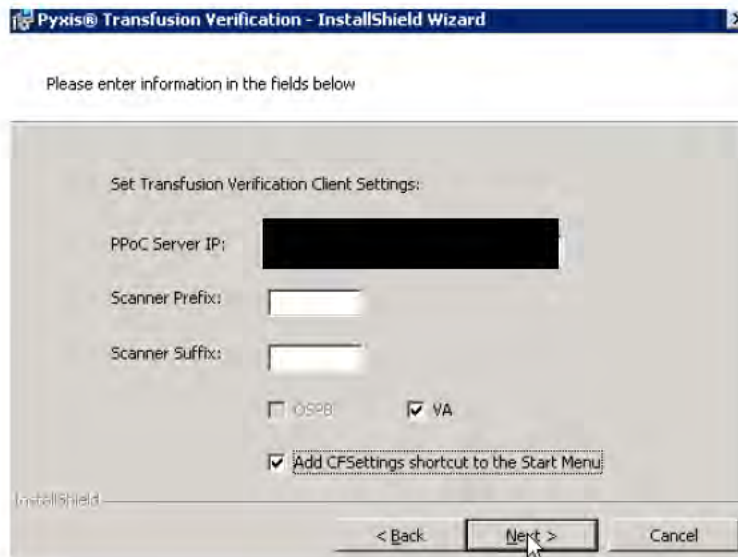 Pyxis® Transfusion Verification - InstallShield Wizard
Please enter information in the fields below
Set Transfusion Verification Client Settings:
PPoC Server IP:
Scanner Prefix:
Scanner Suffix:
OSPB VA
Add CFSettings shortcut to the Start Menu
InstallShield
< Back Next > Cancel